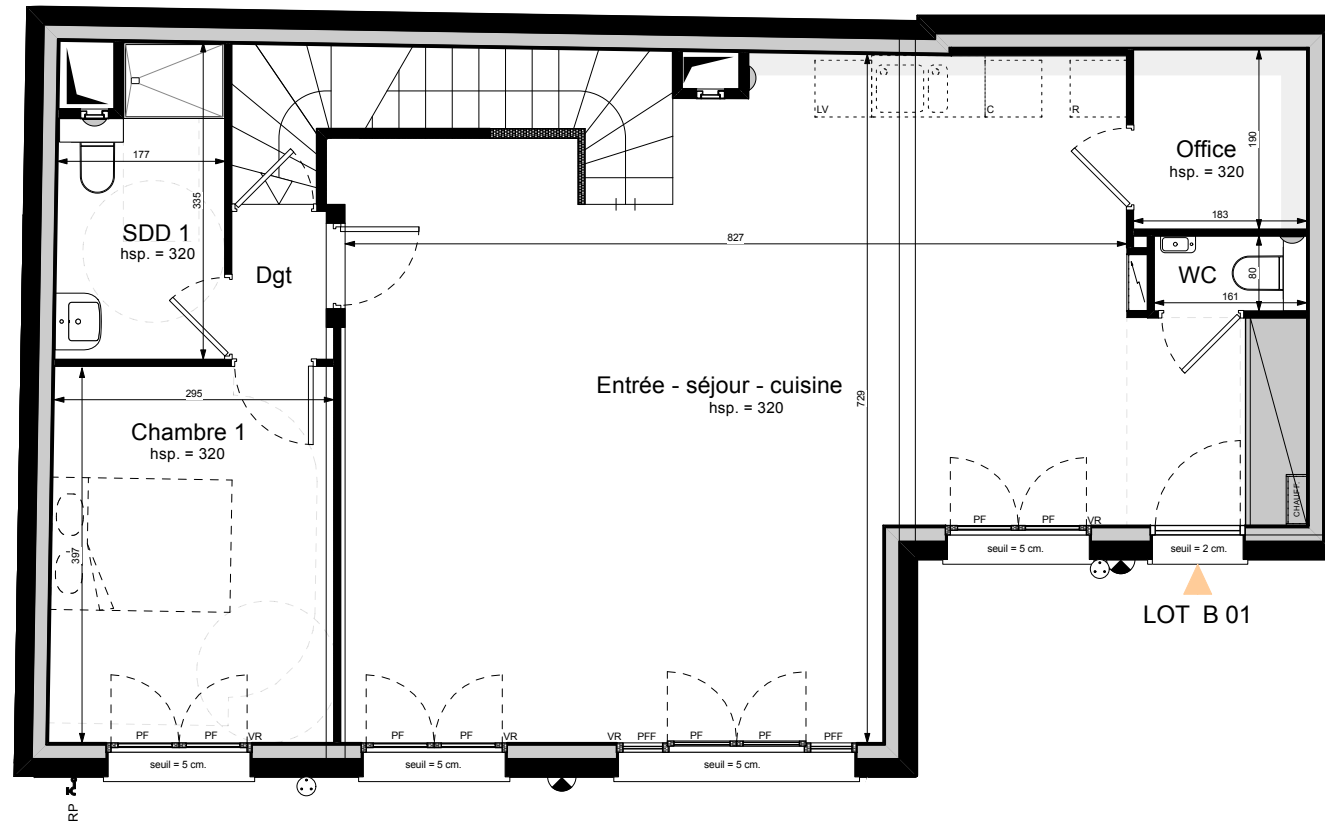 LV
C
R
177
335
SDD 1
hsp. = 320
Dgt
827
Office
hsp. = 320
190
183
WC
80
161
Entrée - séjour - cuisine
hsp. = 320
729
295
Chambre 1
hsp. = 320
397
CHAUFF.
PF PF VR
seuil = 5 cm.
seuil = 2 cm.
LOT B 01
PF PF VR
PF PF VR
VR PFF PF PF PFF
seuil = 5 cm.
seuil = 5 cm.
seuil = 5 cm.
RP